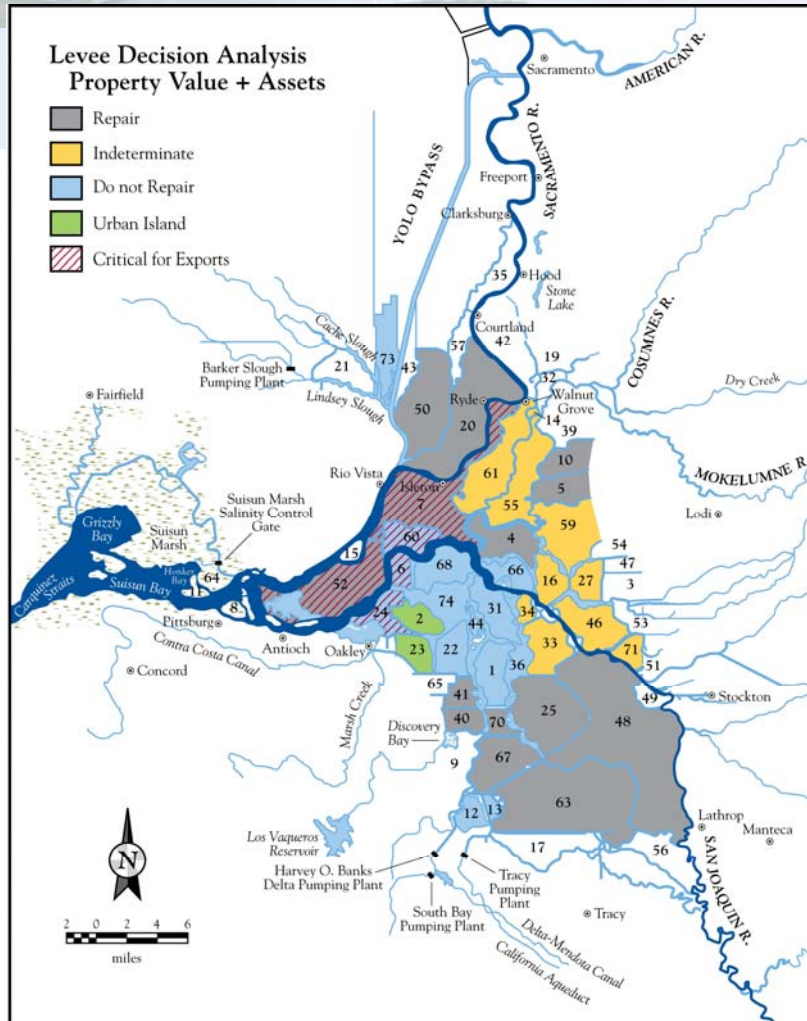 Levee Decision Analysis
Property Value + Assets
Repair
Indeterminate
Do not Repair
Urban Island
Critical for Exports
Sacramento
AMERICAN R.
SACRAMENTO R.
YOLO BYPASS
Freeport
Clarksburg
35
Hood
Stone
Lake
Courtland
COSUMNES R.
Cache Slough
73
43
57
42
19
32
21
Barker Slough
Pumping Plant
Lindsey Slough
Fairfield
Dry Creek
50
20
Ryde
Walnut
Grove
14
39
MOKELUMNE R.
10
5
Lodi
Rio Vista
Isleton
7
61
55
59
4
60
15
Suisun Marsh
Salinity Control
Gate
Grizzly
Bay
Suisun
Marsh
Honker
Bay
64
11
Suisun Bay
Carquinez Straits
8
Pittsburg
52
6
68
66
16
27
54
47
3
24
2
74
44
31
34
46
53
33
71
51
Antioch
Oakley
23
22
1
36
49
Stockton
Contra Costa Canal
Concord
Marsh Creek
65
41
40
70
25
48
Discovery
Bay
9
67
63
12
13
Los Vaqueros
Reservoir
Harvey O. Banks
Delta Pumping Plant
South Bay
Pumping Plant
Tracy
Pumping
Plant
17
56
Lathrop
Manteca
SAN JOAQUIN R.
Tracy
Delta-Mendota Canal
California Aqueduct
N
2 0 2 4 6
miles